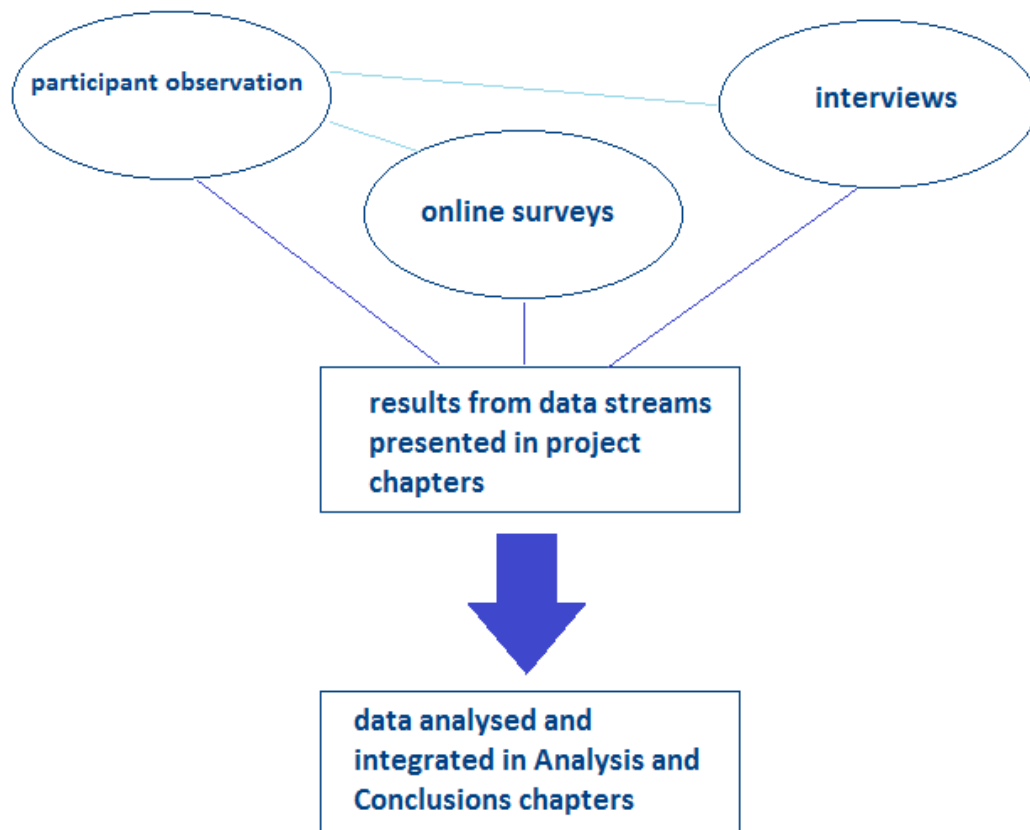 participant observation
interviews
online surveys
results from data streams
presented in project
chapters
data analysed and
integrated in Analysis and
Conclusions chapters